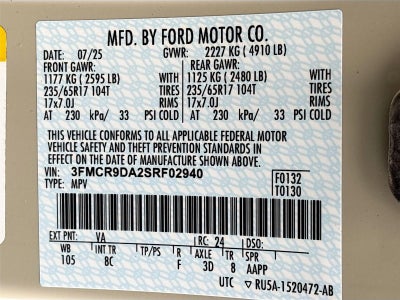 MFD. BY FORD MOTOR CO.
DATE: 07/25 GVWR: 2227 KG ( 4910 LB)
FRONT GAWR: REAR GAWR:
1177 KG ( 2595 LB) WITH 1125 KG ( 2480 LB) WITH
235/65R17 104T TIRES 235/65R17 104T TIRES
17x7.0J RIMS 17x7.0J RIMS
AT 230 kPa/ 33 PSI COLD AT 230 kPa/ 33 PSI COLD
THIS VEHICLE CONFORMS TO ALL APPLICABLE FEDERAL MOTOR
VEHICLE SAFETY AND THEFT PREVENTION STANDARDS IN
EFFECT ON THE DATE OF MANUFACTURE SHOWN ABOVE.
VIN: 3FMCR9DA2SRF02940 F0132
TYPE: MPV T0130
EXT PNT: VA RC: 24 DSO:
WB INT TR TP/PS R AXLE TR SPR
105 8C F 3D 8 AAPP
UTC ▽ RU5A-1520472-AB